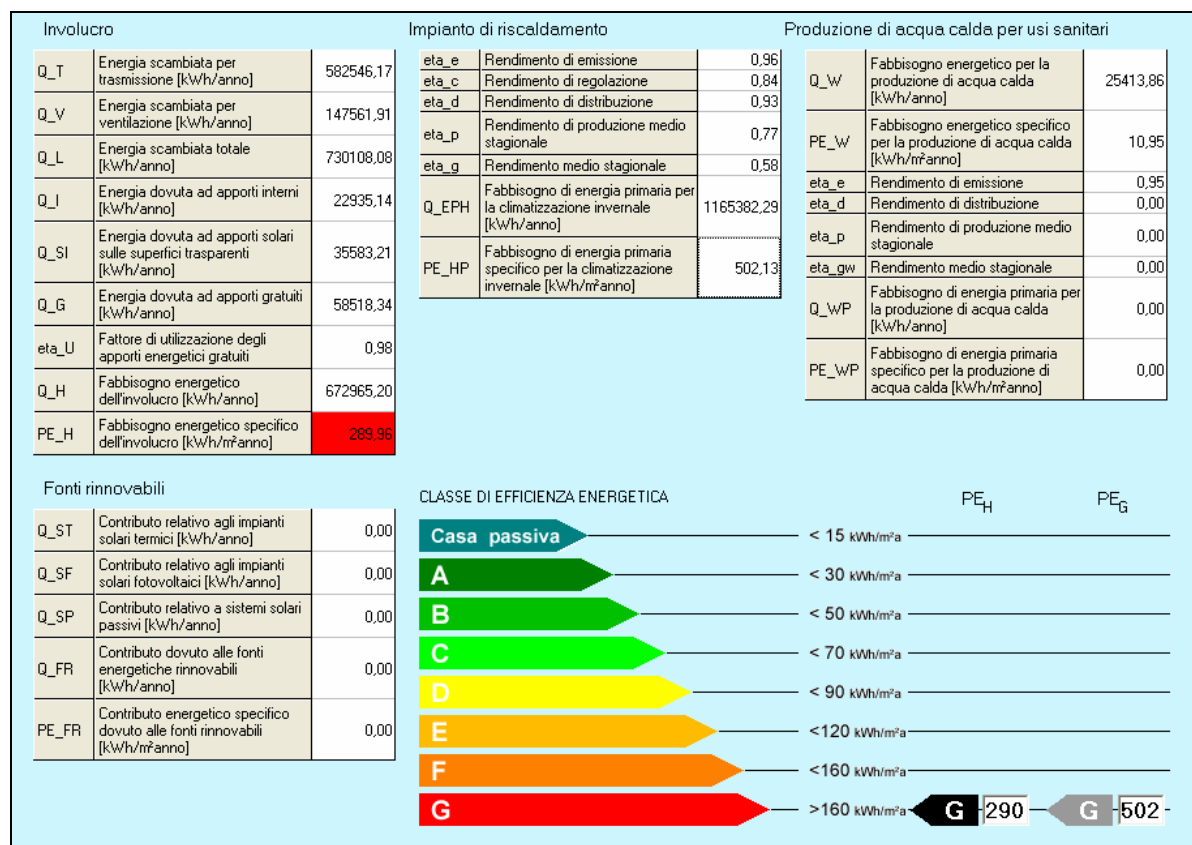 Involucro
Q_T Energia scambiata per
trasmissione [kWh/anno] 582546,17
Q_V Energia scambiata per
ventilazione [kWh/anno] 147561,91
Q_L Energia scambiata totale
[kWh/anno] 730108,08
Q_I Energia dovuta ad apporti interni
[kWh/anno] 22935,14
Q_SI Energia dovuta ad apporti solari
sulle superfici trasparenti
[kWh/anno] 35583,21
Q_G Energia dovuta ad apporti gratuiti
[kWh/anno] 58518,34
eta_U Fattore di utilizzazione degli
apporti energetici gratuiti 0,98
Q_H Fabbisogno energetico
dell'involucro [kWh/anno] 672965,20
PE_H Fabbisogno energetico specifico
dell'involucro [kWh/m²anno] 289,96
Impianto di riscaldamento
eta_e Rendimento di emissione 0,96
eta_c Rendimento di regolazione 0,84
eta_d Rendimento di distribuzione 0,93
eta_p Rendimento di produzione medio
stagionale 0,77
eta_g Rendimento medio stagionale 0,58
Q_EPH Fabbisogno di energia primaria per
la climatizzazione invernale
[kWh/anno] 1165382,29
PE_HP Fabbisogno di energia primaria
specifico per la climatizzazione
invernale [kWh/m²anno] 502,13
Produzione di acqua calda per usi sanitari
Q_W Fabbisogno energetico per la
produzione di acqua calda
[kWh/anno] 25413,86
PE_W Fabbisogno energetico specifico
per la produzione di acqua calda
[kWh/m²anno] 10,95
eta_e Rendimento di emissione 0,95
eta_d Rendimento di distribuzione 0,00
eta_p Rendimento di produzione medio
stagionale 0,00
eta_gw Rendimento medio stagionale 0,00
Q_WP Fabbisogno di energia primaria per
la produzione di acqua calda
[kWh/anno] 0,00
PE_WP Fabbisogno di energia primaria
specifico per la produzione di
acqua calda [kWh/m²anno] 0,00
Fonti rinnovabili
Q_ST Contributo relativo agli impianti
solari termici [kWh/anno] 0,00
Q_SF Contributo relativo agli impianti
solari fotovoltaici [kWh/anno] 0,00
Q_SP Contributo relativo a sistemi solari
passivi [kWh/anno] 0,00
Q_FR Contributo dovuto alle fonti
energetiche rinnovabili
[kWh/anno] 0,00
PE_FR Contributo energetico specifico
dovuto alle fonti rinnovabili
[kWh/m²anno] 0,00
CLASSE DI EFFICIENZA ENERGETICA PE_H PE_G
Casa passiva < 15 kWh/m²a
A < 30 kWh/m²a
B < 50 kWh/m²a
C < 70 kWh/m²a
D < 90 kWh/m²a
E <120 kWh/m²a
F <160 kWh/m²a
G >160 kWh/m²a G 290 G 502